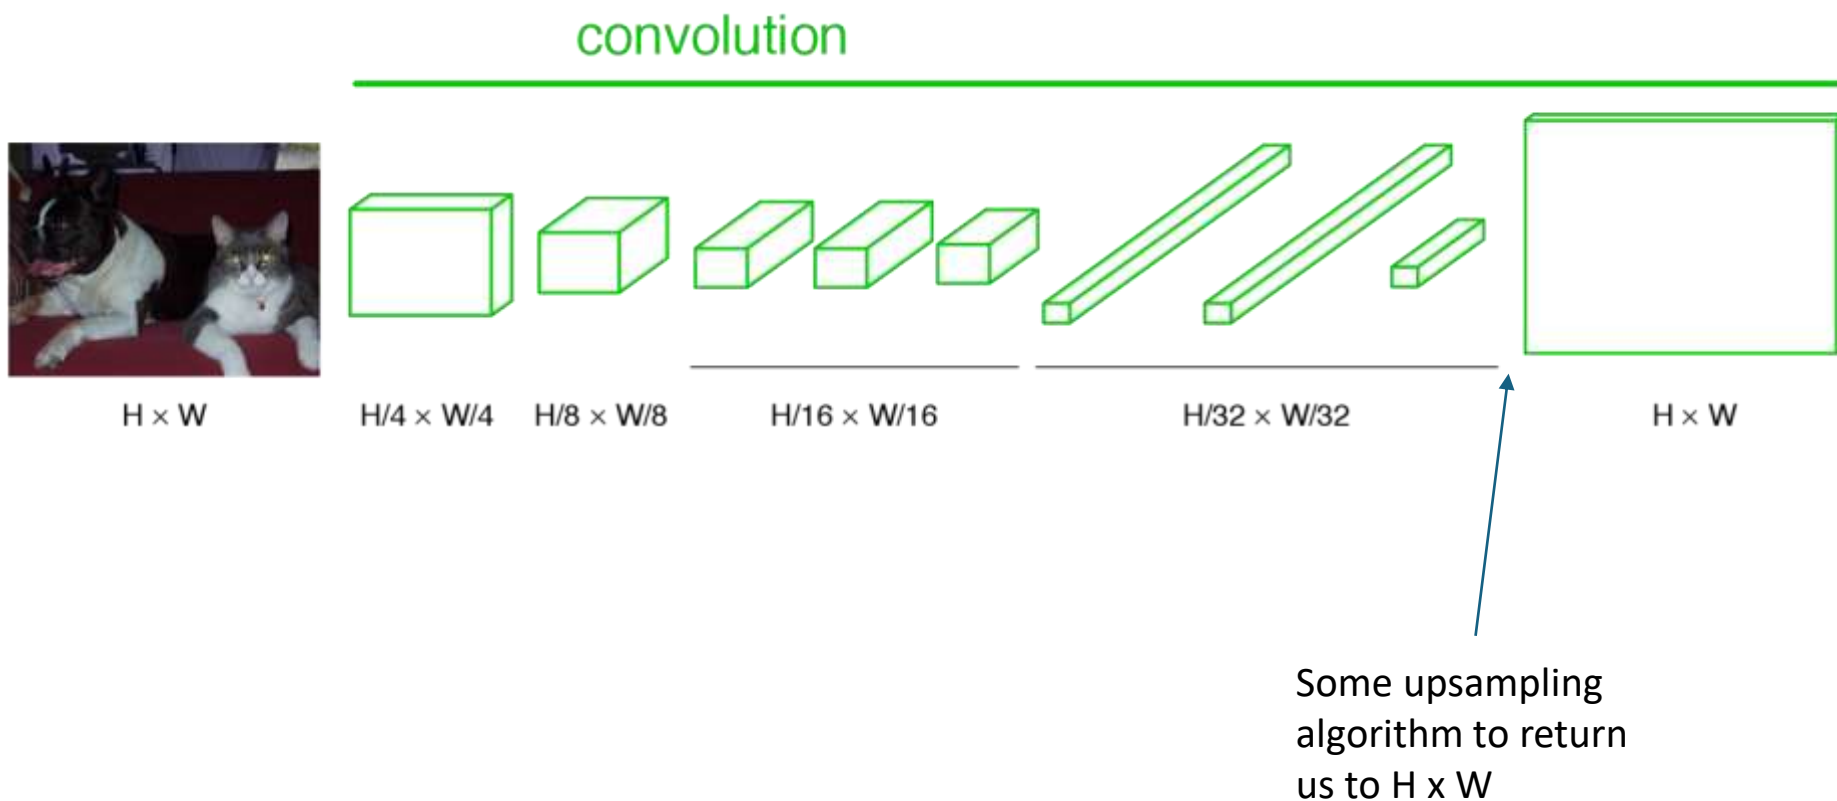 convolution
H × W
H/4 × W/4
H/8 × W/8
H/16 × W/16
H/32 × W/32
H × W
Some upsampling
algorithm to return
us to H x W